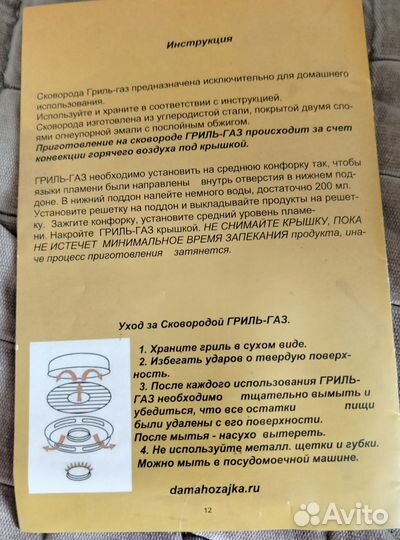 Инструкция
Сковорода Гриль-газ предназначена исключительно для домашнего
использования.
Используйте и храните в соответствии с инструкцией.
Сковорода изготовлена из углеродистой стали, покрытой двумя сло-
ями огнеупорной эмали с послойным обжигом.
Приготовление на сковороде ГРИЛЬ-ГАЗ происходит за счет
конвекции горячего воздуха под крышкой.
ГРИЛЬ-ГАЗ необходимо установить на среднюю конфорку так, чтобы
языки пламени были направлены внутрь отверстия в нижнем под-
доне. В нижний поддон налейте немного воды, достаточно 200 мл.
Установите решетку на поддон и выкладывайте продукты на решет-
ку. Зажгите конфорку, установите средний уровень пламе-
ни. Накройте ГРИЛЬ-ГАЗ крышкой. НЕ СНИМАЙТЕ КРЫШКУ, ПОКА
НЕ ИСТЕЧЕТ МИНИМАЛЬНОЕ ВРЕМЯ ЗАПЕКАНИЯ продукта, ина-
че процесс приготовления затянется.
Уход за Сковородой ГРИЛЬ-ГАЗ.
1. Храните гриль в сухом виде.
2. Избегать ударов о твердую поверх-
ность.
3. После каждого использования ГРИЛЬ-
ГАЗ необходимо тщательно вымыть и
убедиться, что все остатки пищи
были удалены с его поверхности.
После мытья - насухо вытереть.
4. Не используйте металл. щетки и губки.
Можно мыть в посудомоечной машине.
damahozajka.ru
12
Avito